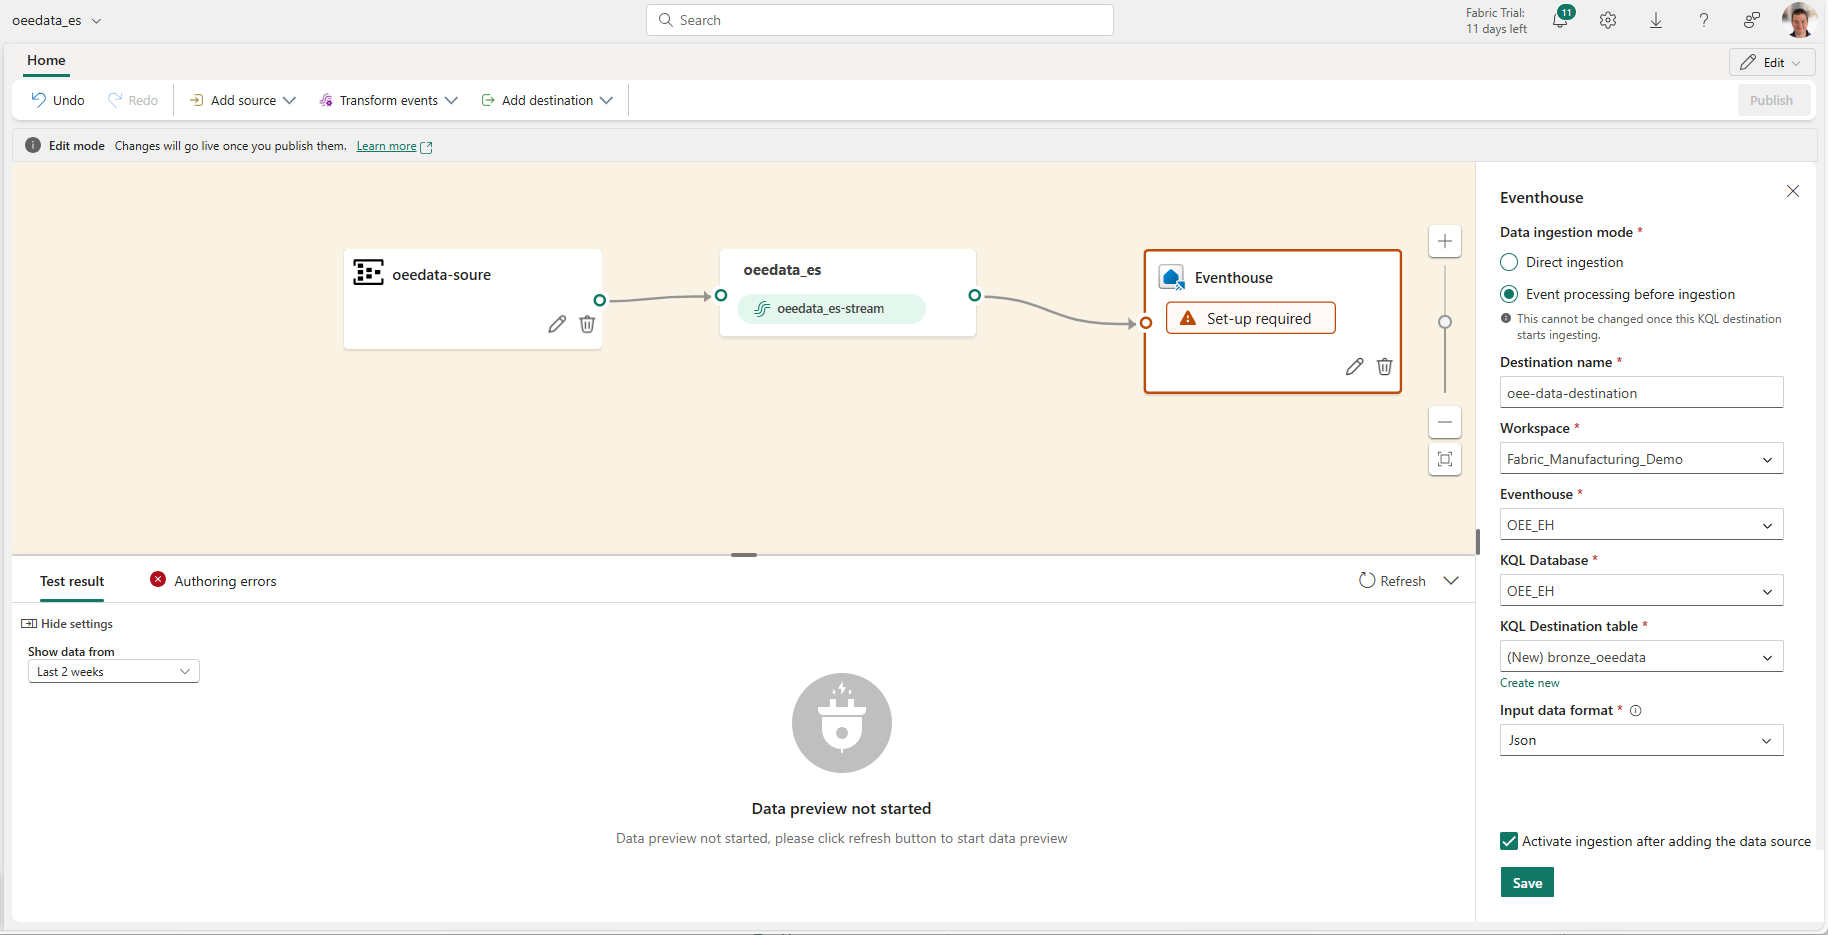 oeedata_es
Search
Fabric Trial:
11 days left
11
?
Home
Edit
Undo
Redo
Add source
Transform events
Add destination
Publish
Edit mode Changes will go live once you publish them. Learn more
oeedata-soure
oeedata_es
oeedata_es-stream
Eventhouse
Set-up required
Test result
Authoring errors
Refresh
Hide settings
Show data from
Last 2 weeks
Data preview not started
Data preview not started, please click refresh button to start data preview
Eventhouse
Data ingestion mode *
Direct ingestion
Event processing before ingestion
This cannot be changed once this KQL destination
starts ingesting.
Destination name *
oee-data-destination
Workspace *
Fabric_Manufacturing_Demo
Eventhouse *
OEE_EH
KQL Database *
OEE_EH
KQL Destination table *
(New) bronze_oeedata
Create new
Input data format *
Json
Activate ingestion after adding the data source
Save